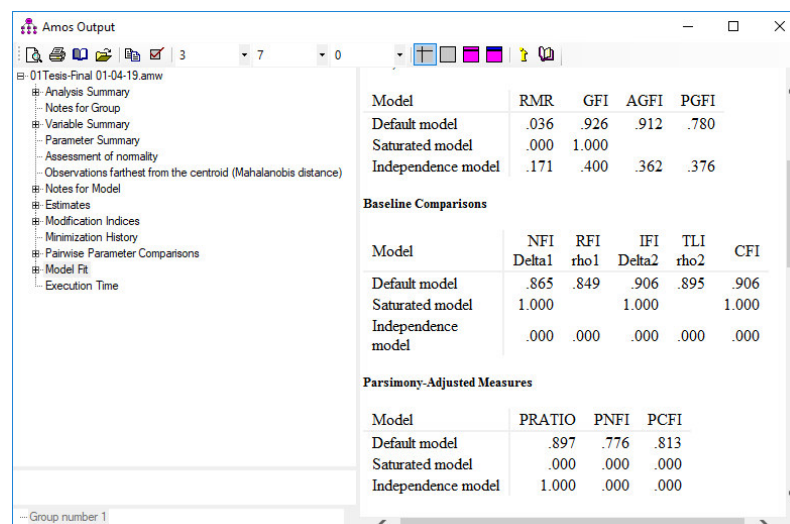 Amos Output
3 7 0
01Tesis-Final 01-04-19.amw
Analysis Summary
Notes for Group
Variable Summary
Parameter Summary
Assessment of normality
Observations farthest from the centroid (Mahalanobis distance)
Notes for Model
Estimates
Modification Indices
Minimization History
Pairwise Parameter Comparisons
Model Fit
Execution Time
Group number 1
Model RMR GFI AGFI PGFI
Default model .036 .926 .912 .780
Saturated model .000 1.000
Independence model .171 .400 .362 .376
Baseline Comparisons
Model NFI Delta1 RFI rho1 IFI Delta2 TLI rho2 CFI
Default model .865 .849 .906 .895 .906
Saturated model 1.000 1.000 1.000
Independence model .000 .000 .000 .000 .000
Parsimony-Adjusted Measures
Model PRATIO PNFI PCFI
Default model .897 .776 .813
Saturated model .000 .000 .000
Independence model 1.000 .000 .000